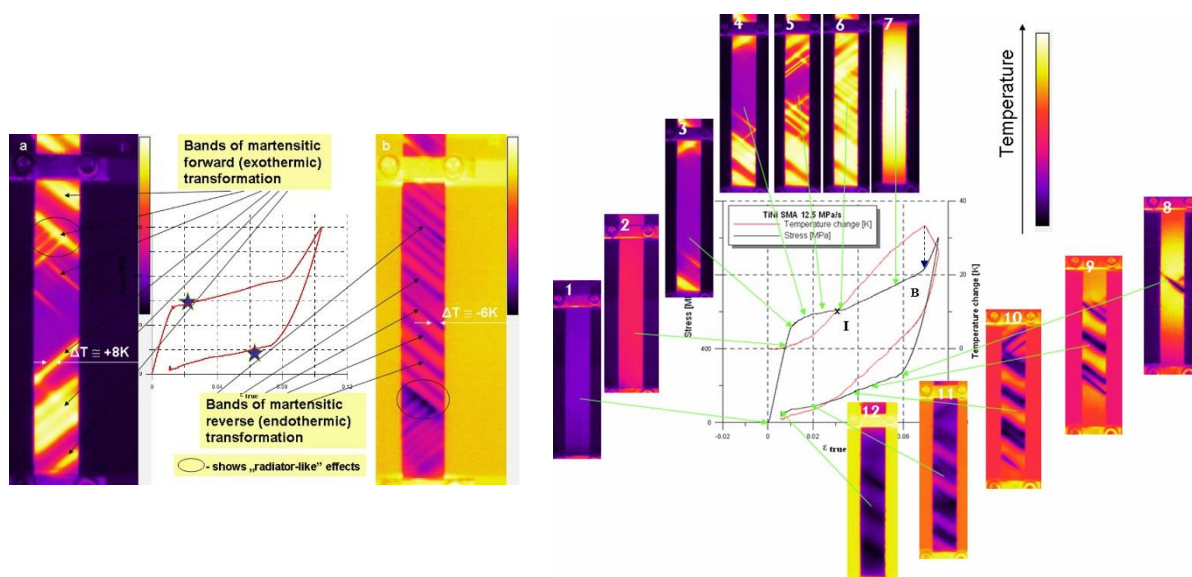 a
Bands of martensitic
forward (exothermic)
transformation
b
ΔT ≅ +8K
ΔT ≅ -6K
0
0.04
0.08
0.12
ε true
Bands of martensitic
reverse (endothermic)
transformation
- shows „radiator-like” effects
1
2
3
4
5
6
7
8
9
10
11
12
Temperature
TiNi SMA 12.5 MPa/s
Temperature change [K]
Stress [MPa]
40
20
0
400
0
I
B
x
Temperature change [K]
-0.02
0
0.02
0.04
0.06
ε true